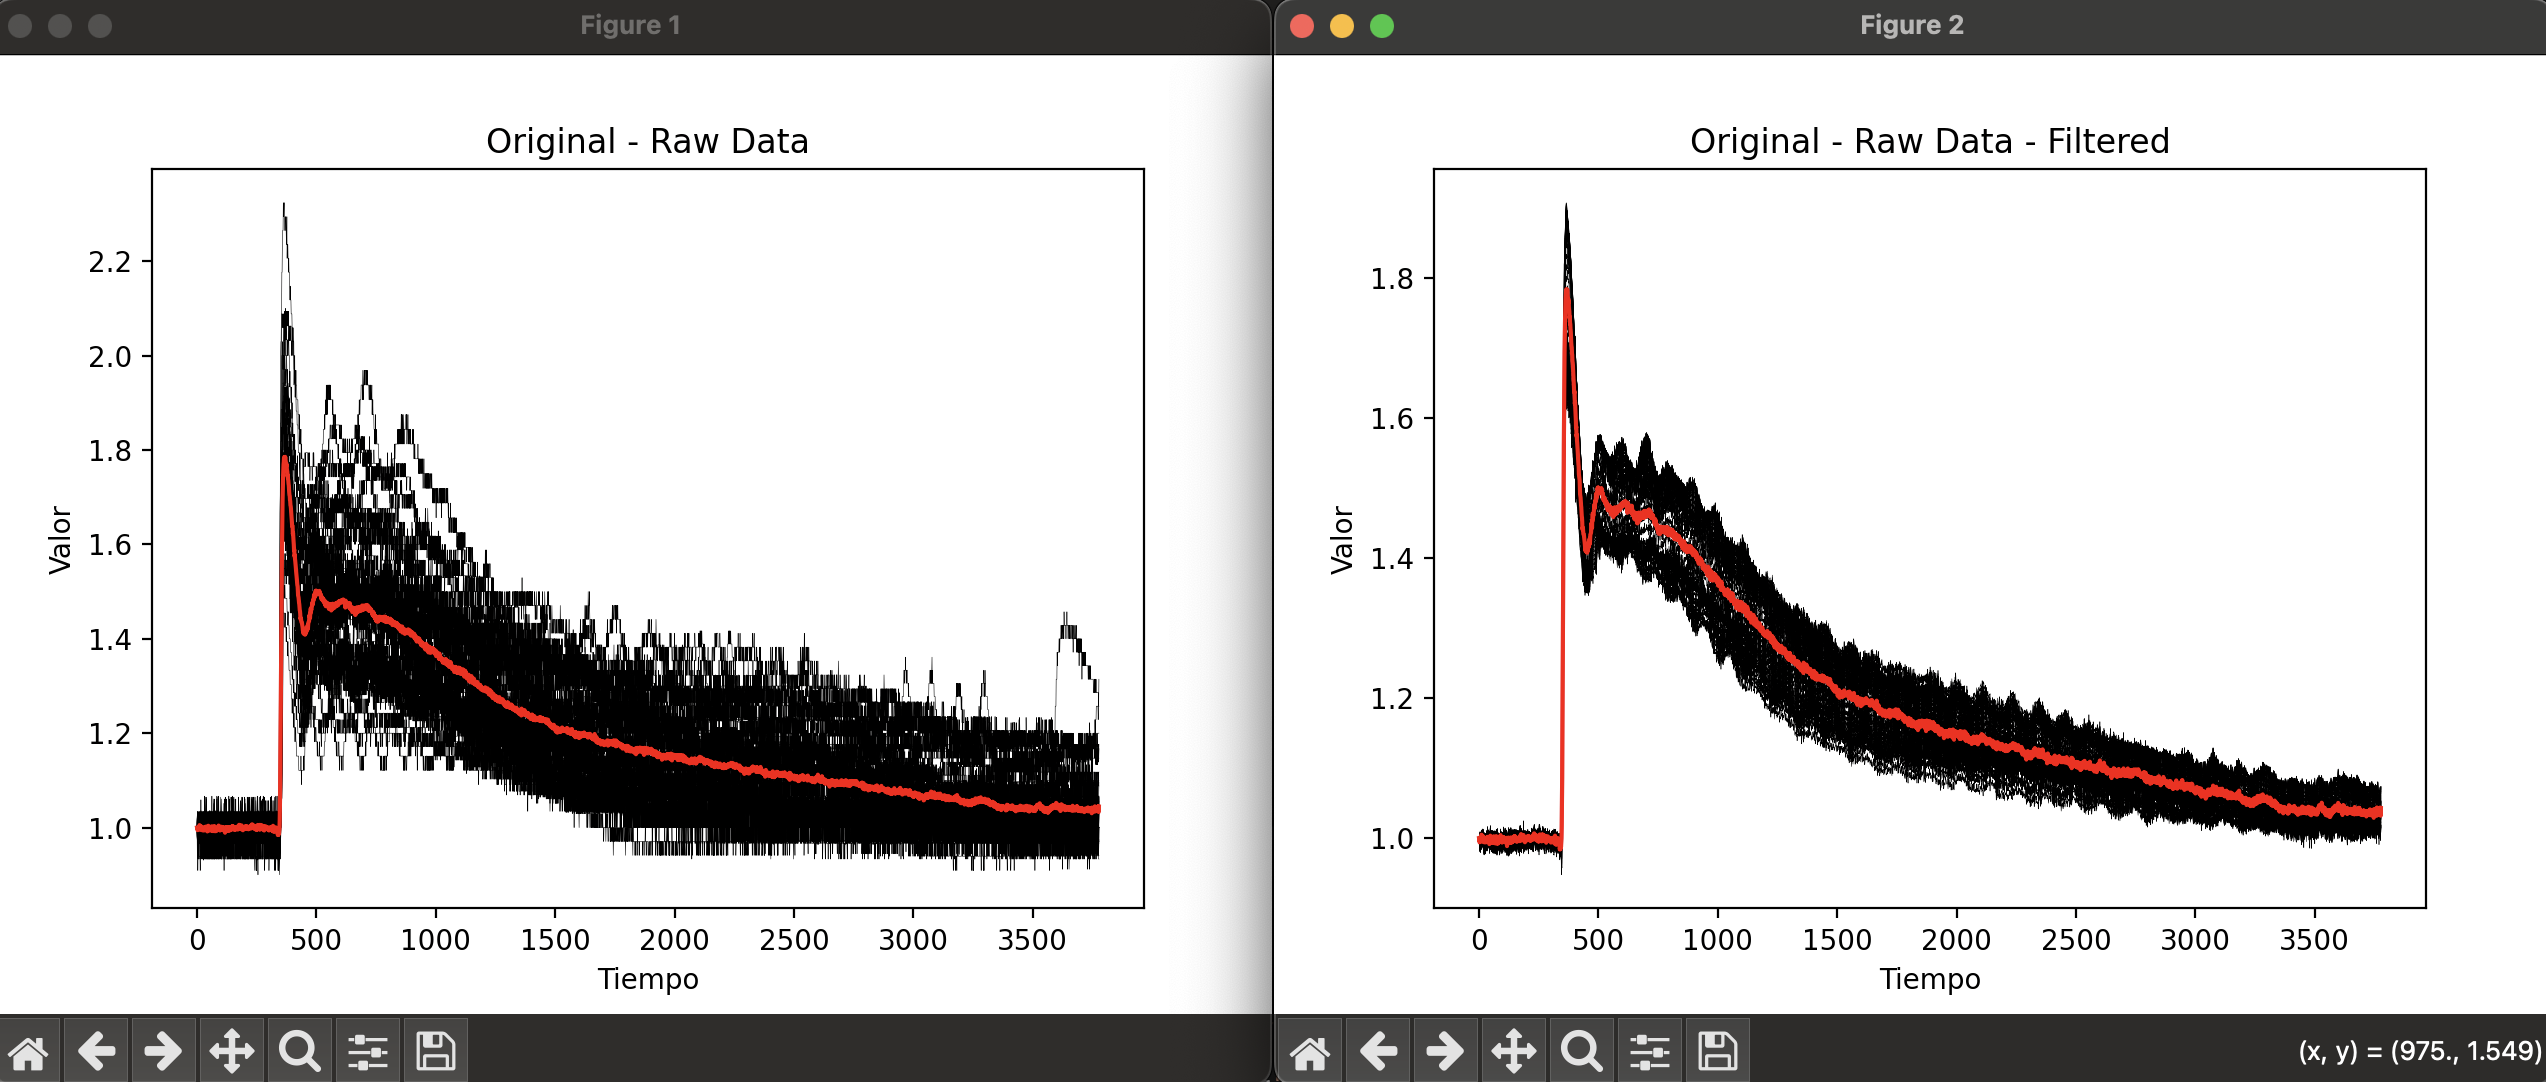 Figure 1
Original - Raw Data
Valor
2.2
2.0
1.8
1.6
1.4
1.2
1.0
0 500 1000 1500 2000 2500 3000 3500
Tiempo
Figure 2
Original - Raw Data - Filtered
Valor
1.8
1.6
1.4
1.2
1.0
0 500 1000 1500 2000 2500 3000 3500
Tiempo
(x, y) = (975., 1.549)